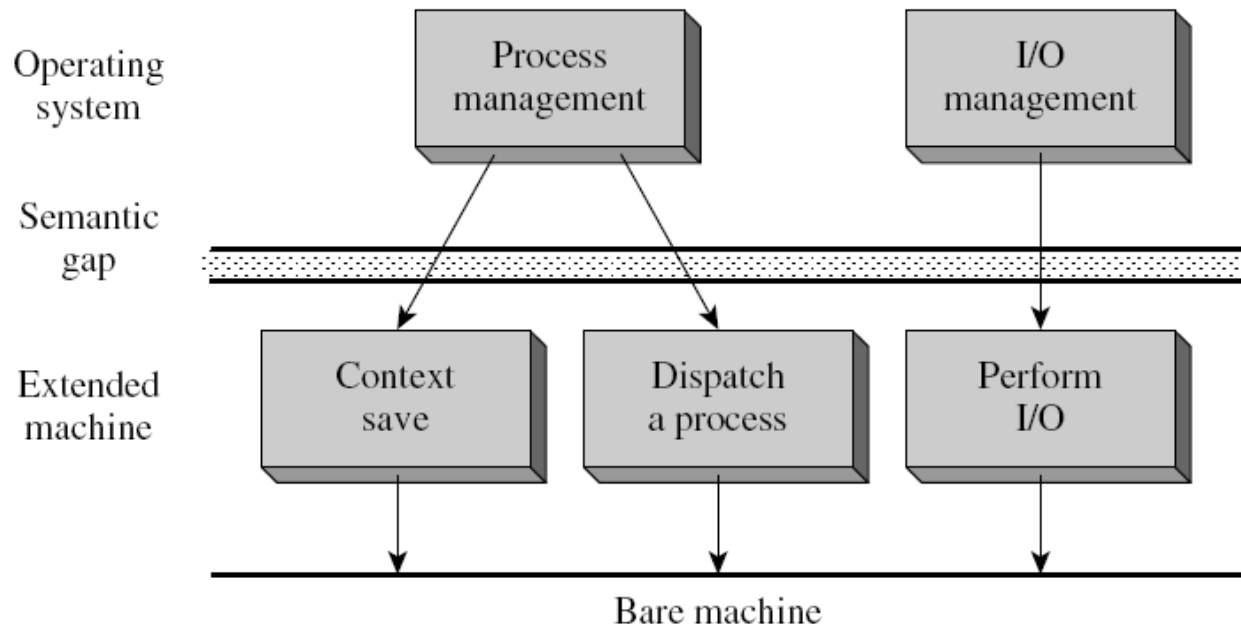 Operating
system
Process
management
I/O
management
Semantic
gap
Extended
machine
Context
save
Dispatch
a process
Perform
I/O
Bare machine